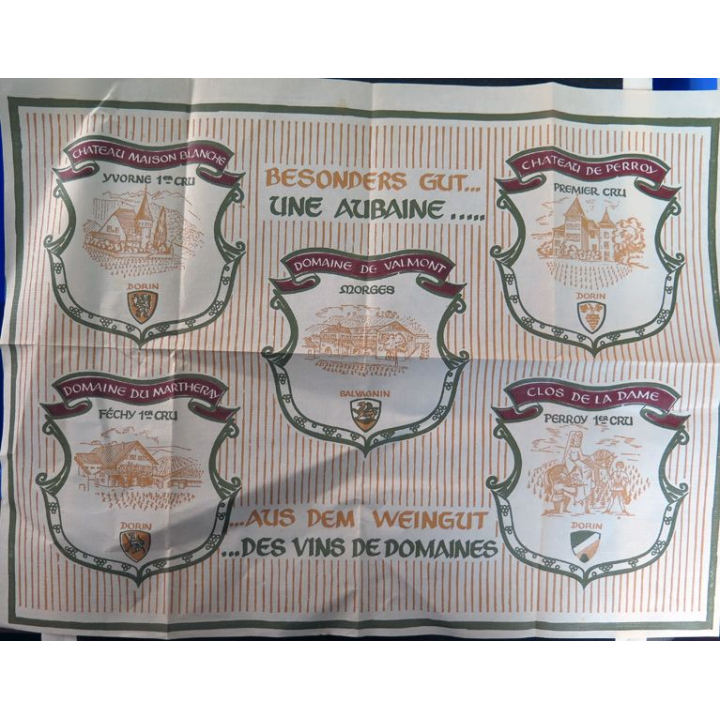 CHATEAU MAISON BLANCHE
YVORNE 1er CRU
DORIN
BESONDERS GUT...
UNE AUBAINE .....
CHATEAU DE PERROY
PREMIER CRU
DORIN
DOMAINE DE VALMONT
MORGES
SALVAGNIN
DOMAINE DU MARTHERAY
FÉCHY 1er CRU
DORIN
CLOS DE LA DAME
PERROY 1er CRU
DORIN
...AUS DEM WEINGUT
...DES VINS DE DOMAINES